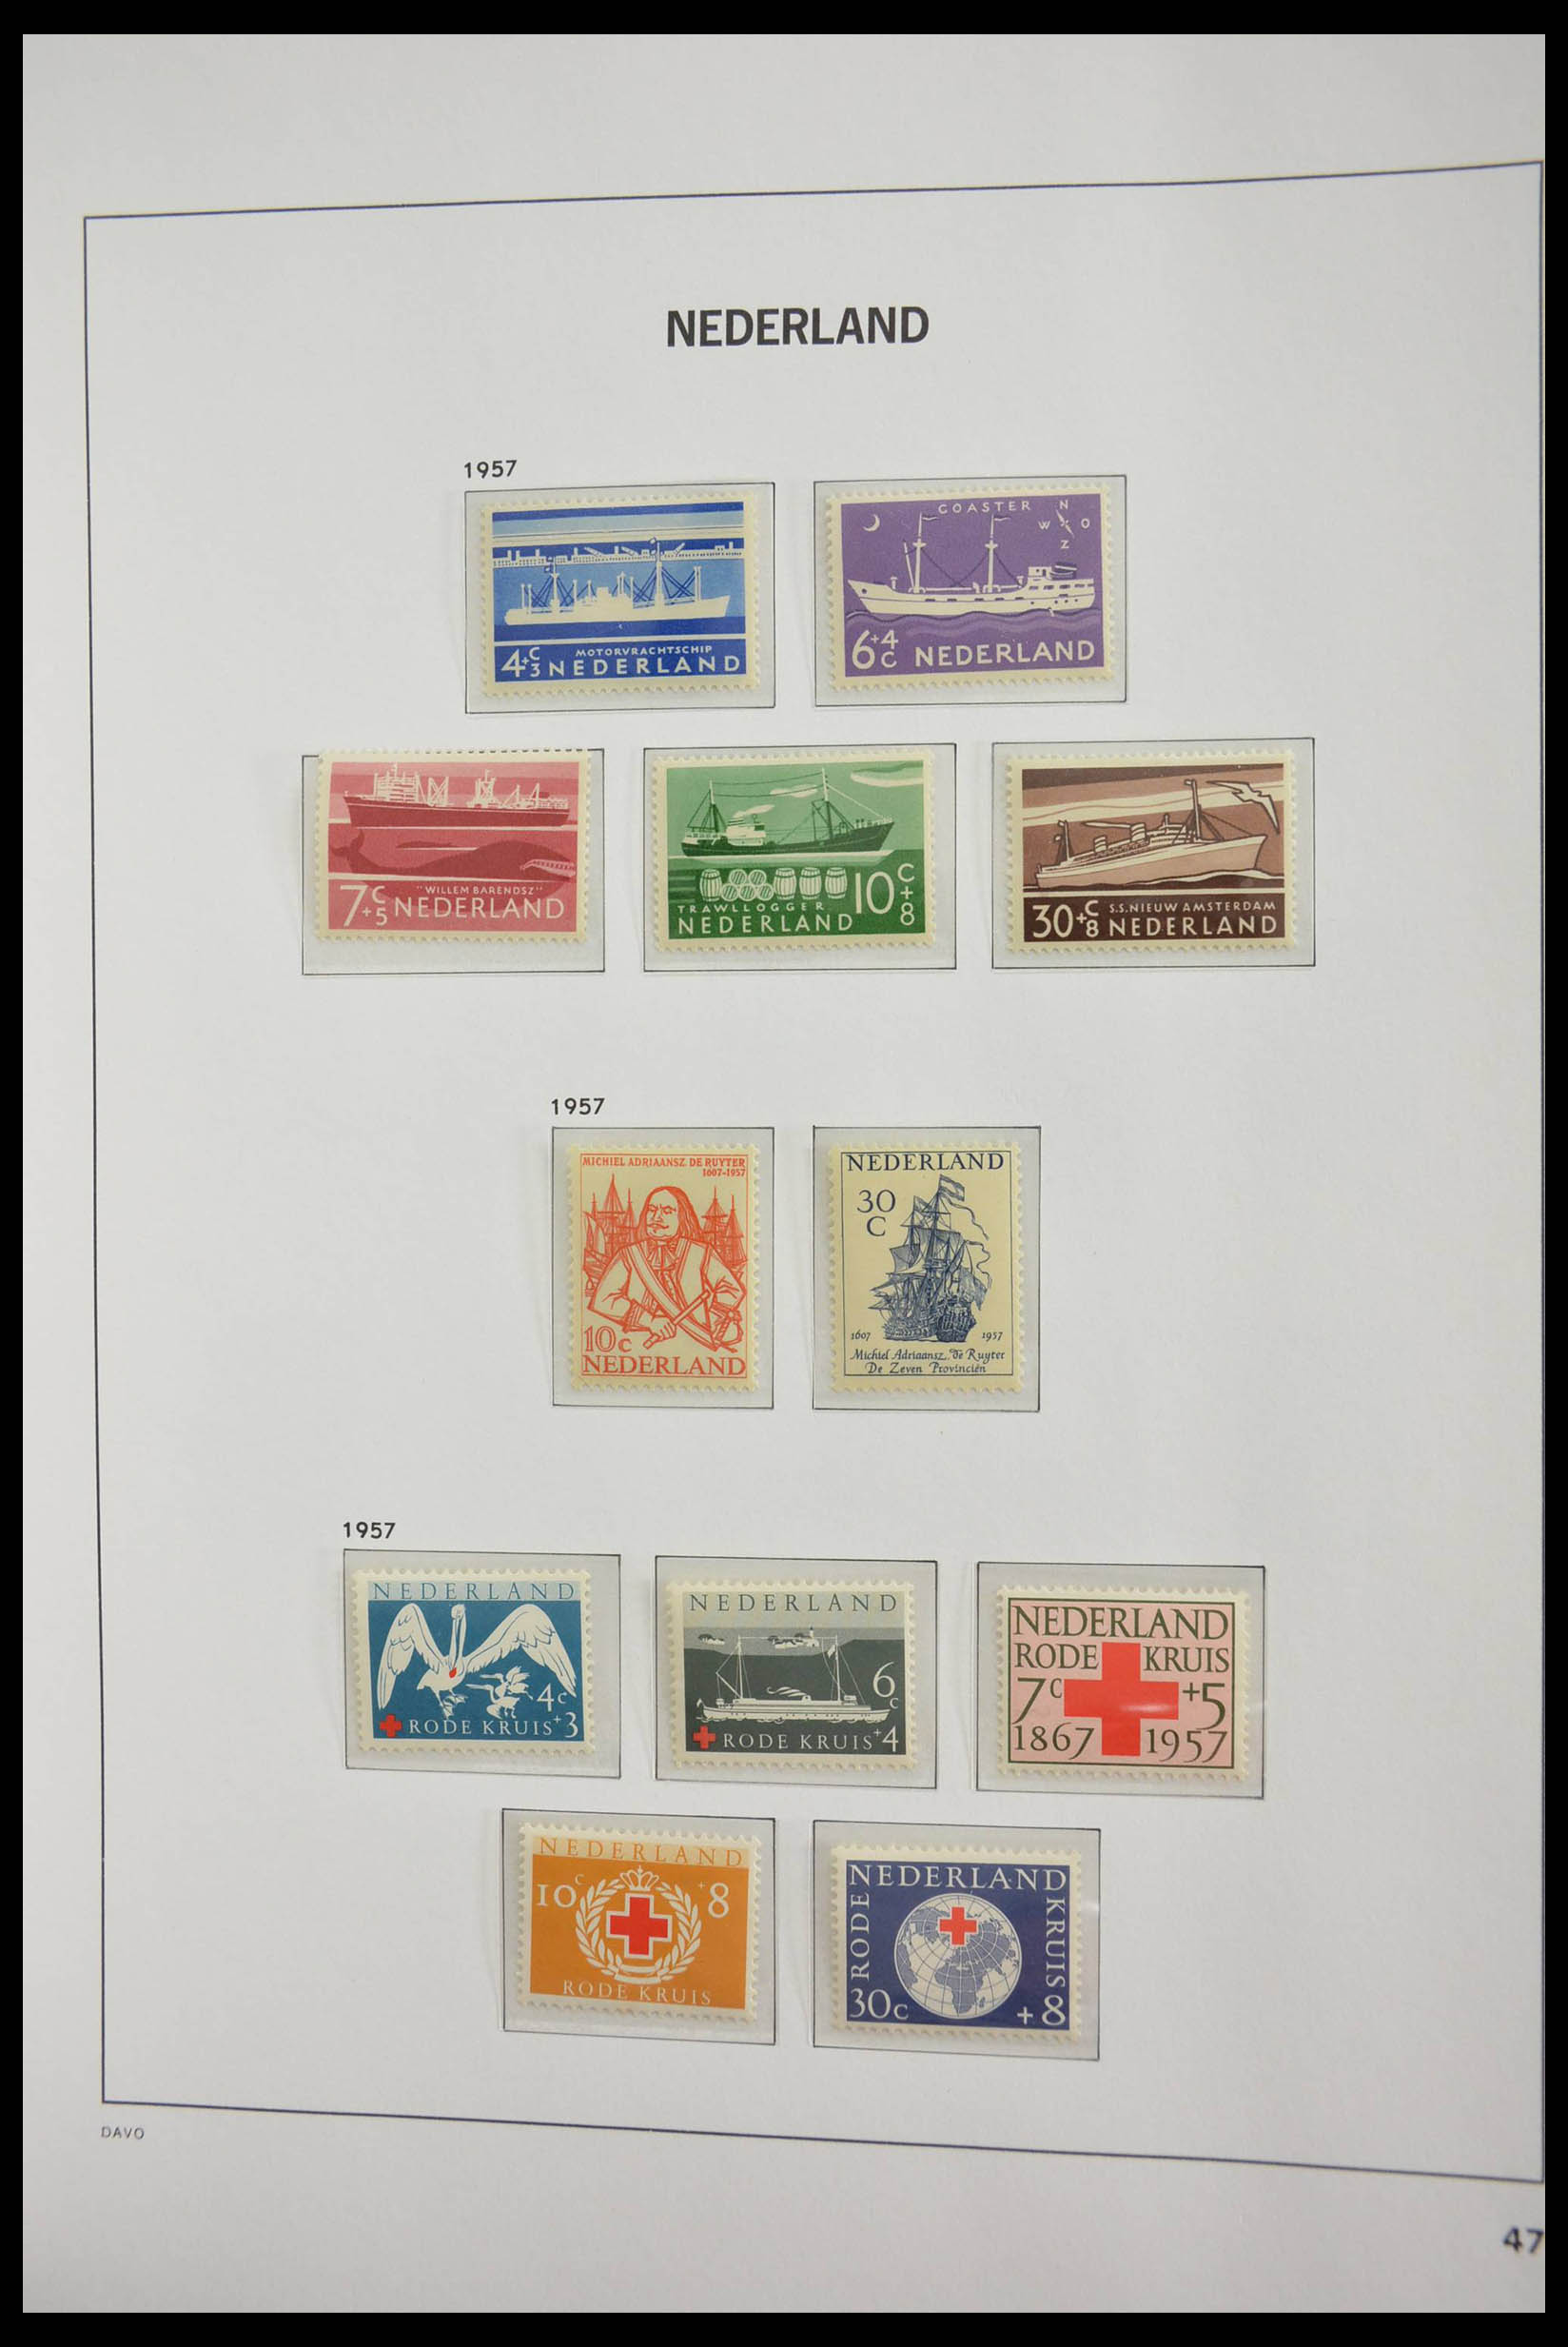 NEDERLAND
1957
4+3 C MOTORVRACHTSCHIP
NEDERLAND
COASTER
N
W O
Z
6+4 C NEDERLAND
"WILLEM BARENDSZ"
7+5 C NEDERLAND
TRAWLLOGGER
NEDERLAND
10 C + 8
S.S. NIEUW AMSTERDAM
30+8 C NEDERLAND
1957
MICHIEL ADRIAANSZ. DE RUYTER
1607-1957
10c
NEDERLAND
NEDERLAND
30
C
1607 1957
Michiel Adriaansz. de Ruyter
De Zeven Provinciën
1957
NEDERLAND
4c
RODE KRUIS +3
NEDERLAND
6c
RODE KRUIS +4
NEDERLAND
RODE KRUIS
7c +5
1867 1957
NEDERLAND
10c +8
RODE KRUIS
NEDERLAND
RODE
KRUIS
30c +8
DAVO
47